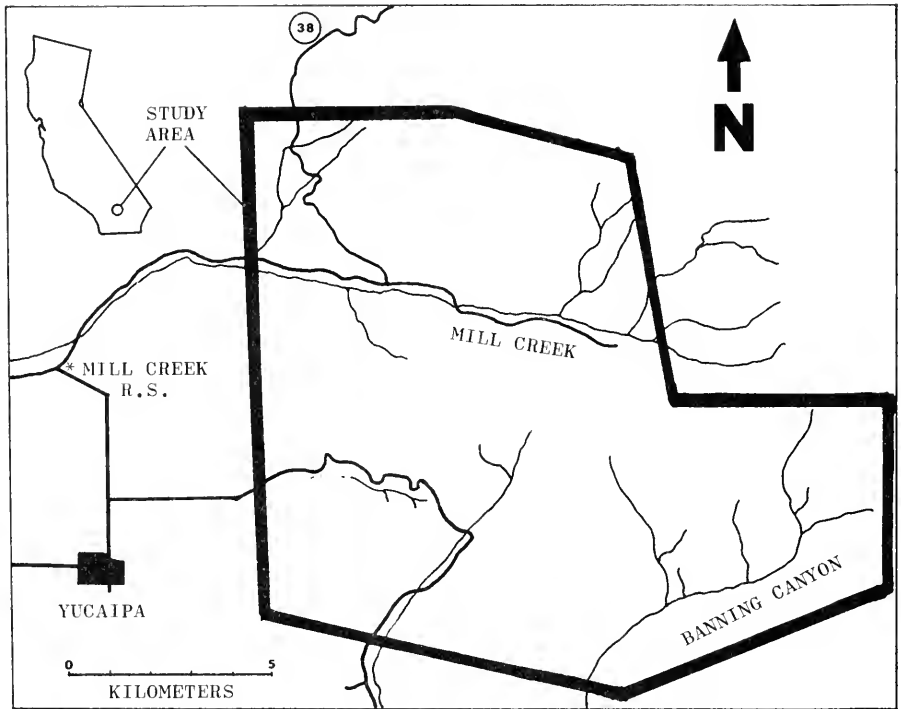 38
STUDY
AREA
N
MILL CREEK
* MILL CREEK
R.S.
YUCAIPA
BANNING CANYON
0 5
KILOMETERS